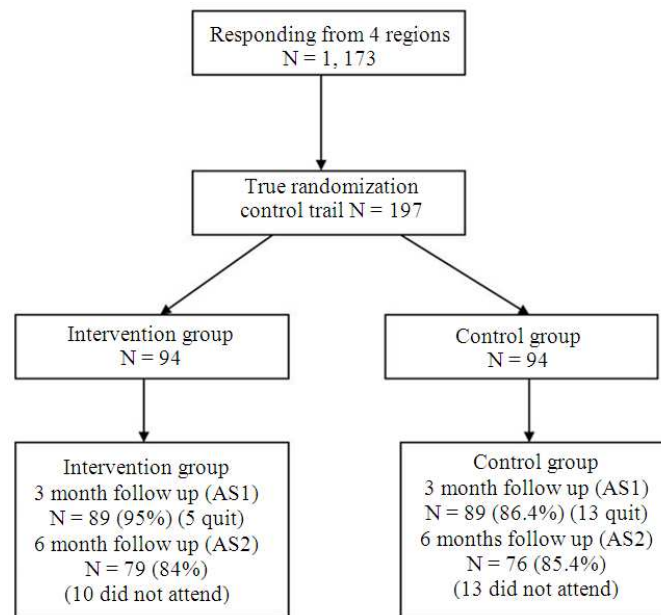 Responding from 4 regions
N = 1, 173
True randomization
control trail N = 197
Intervention group
N = 94
Control group
N = 94
Intervention group
3 month follow up (AS1)
N = 89 (95%) (5 quit)
6 month follow up (AS2)
N = 79 (84%)
(10 did not attend)
Control group
3 month follow up (AS1)
N = 89 (86.4%) (13 quit)
6 months follow up (AS2)
N = 76 (85.4%)
(13 did not attend)